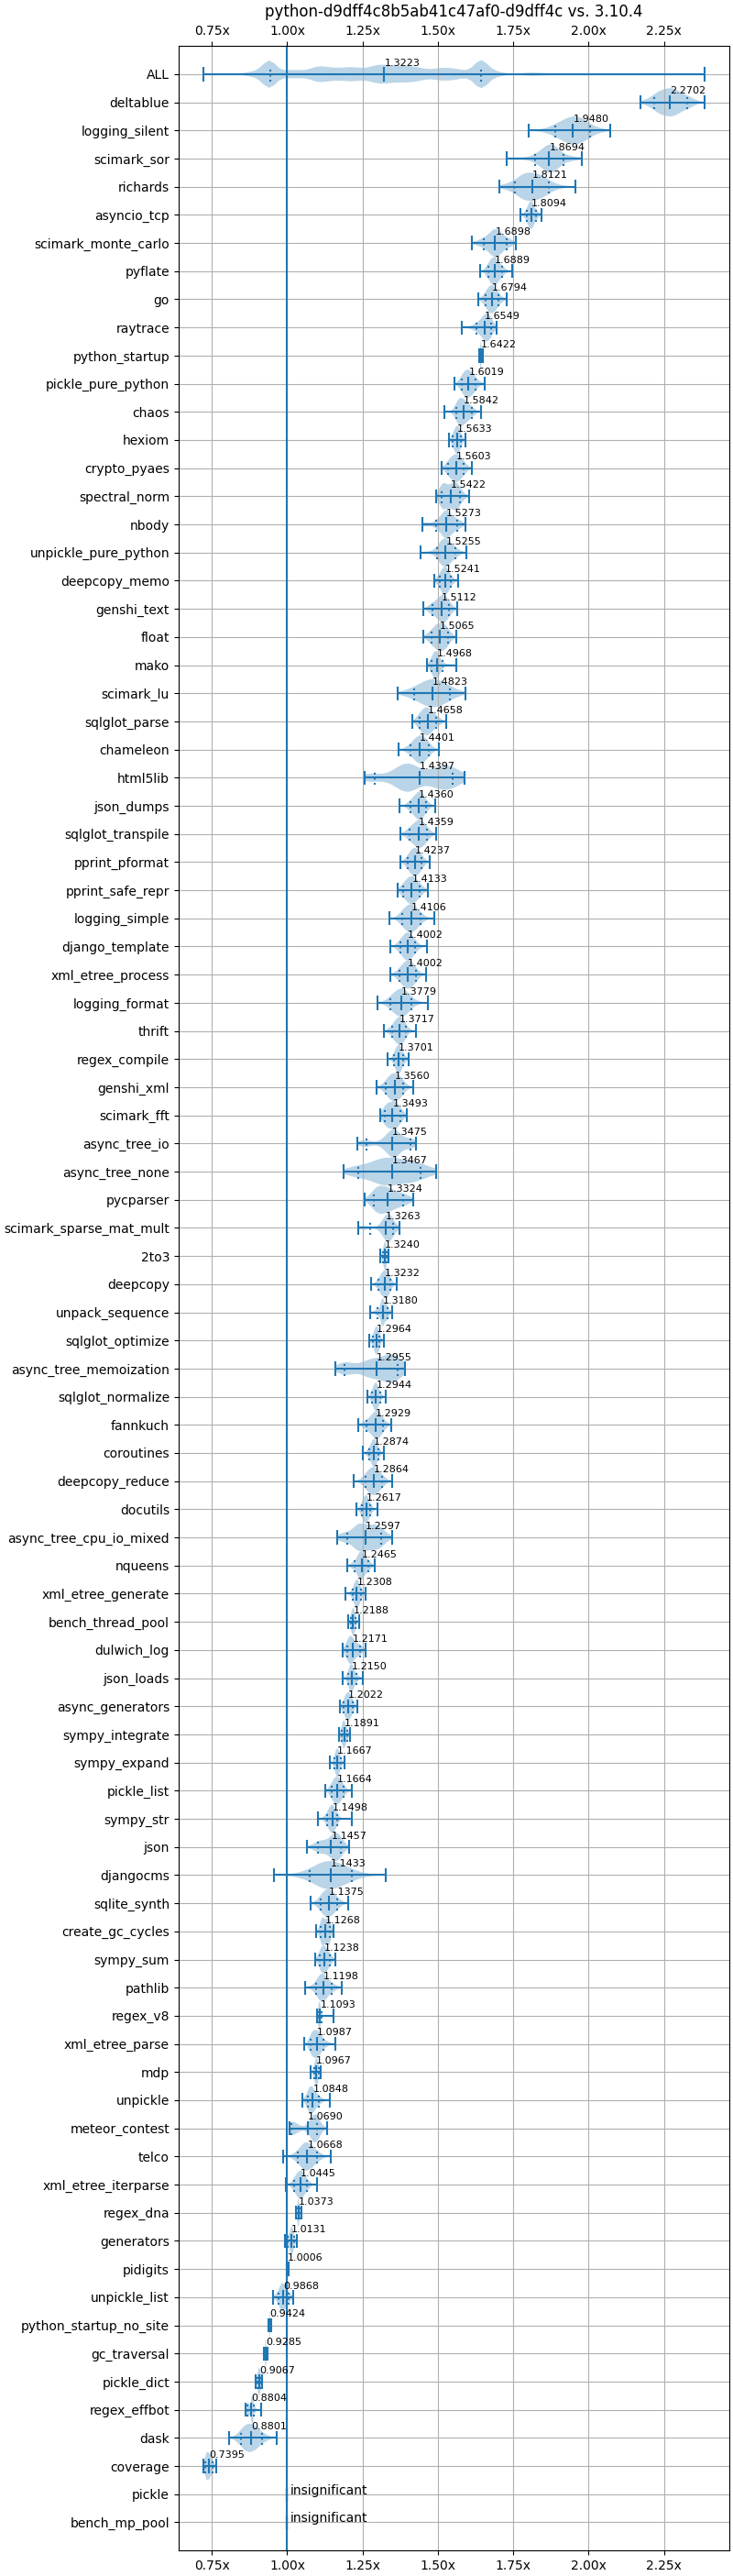 python-d9dff4c8b5ab41c47af0-d9dff4c vs. 3.10.4
0.75x 1.00x 1.25x 1.50x 1.75x 2.00x 2.25x
ALL 1.3223
deltablue 2.2702
logging_silent 1.9480
scimark_sor 1.8694
richards 1.8121
asyncio_tcp 1.8094
scimark_monte_carlo 1.6898
pyflate 1.6889
go 1.6794
raytrace 1.6549
python_startup 1.6422
pickle_pure_python 1.6019
chaos 1.5842
hexiom 1.5633
crypto_pyaes 1.5603
spectral_norm 1.5422
nbody 1.5273
unpickle_pure_python 1.5255
deepcopy_memo 1.5241
genshi_text 1.5112
float 1.5065
mako 1.4968
scimark_lu 1.4823
sqlglot_parse 1.4658
chameleon 1.4401
html5lib 1.4397
json_dumps 1.4360
sqlglot_transpile 1.4359
pprint_pformat 1.4237
pprint_safe_repr 1.4133
logging_simple 1.4106
django_template 1.4002
xml_etree_process 1.4002
logging_format 1.3779
thrift 1.3717
regex_compile 1.3701
genshi_xml 1.3560
scimark_fft 1.3493
async_tree_io 1.3475
async_tree_none 1.3467
pycparser 1.3324
scimark_sparse_mat_mult 1.3263
2to3 1.3240
deepcopy 1.3232
unpack_sequence 1.3180
sqlglot_optimize 1.2964
async_tree_memoization 1.2955
sqlglot_normalize 1.2944
fannkuch 1.2929
coroutines 1.2874
deepcopy_reduce 1.2864
docutils 1.2617
async_tree_cpu_io_mixed 1.2597
nqueens 1.2465
xml_etree_generate 1.2308
bench_thread_pool 1.2188
dulwich_log 1.2171
json_loads 1.2150
async_generators 1.2022
sympy_integrate 1.1891
sympy_expand 1.1667
pickle_list 1.1664
sympy_str 1.1498
json 1.1457
djangocms 1.1433
sqlite_synth 1.1375
create_gc_cycles 1.1268
sympy_sum 1.1238
pathlib 1.1198
regex_v8 1.1093
xml_etree_parse 1.0987
mdp 1.0967
unpickle 1.0848
meteor_contest 1.0690
telco 1.0668
xml_etree_iterparse 1.0445
regex_dna 1.0373
generators 1.0131
pidigits 1.0006
unpickle_list 0.9868
python_startup_no_site 0.9424
gc_traversal 0.9285
pickle_dict 0.9067
regex_effbot 0.8804
dask 0.8801
coverage 0.7395
pickle insignificant
bench_mp_pool insignificant
0.75x 1.00x 1.25x 1.50x 1.75x 2.00x 2.25x